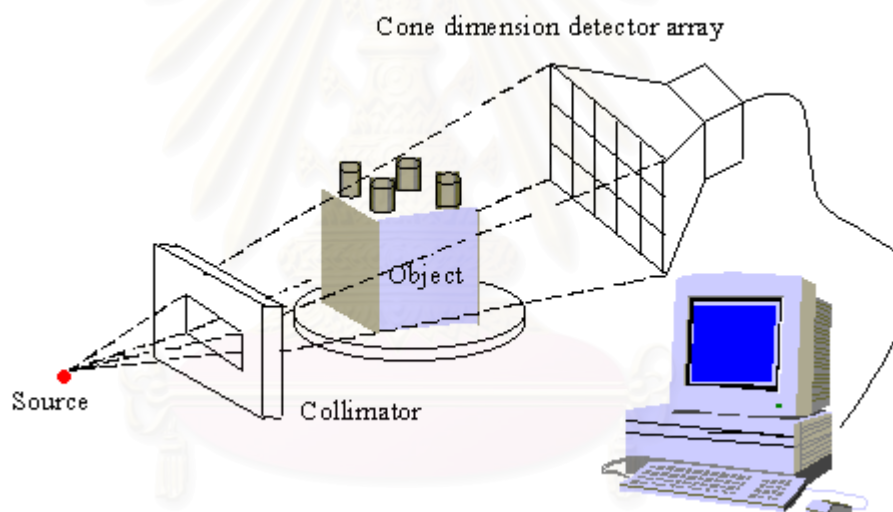 Cone dimension detector array
Object
Source
Collimator